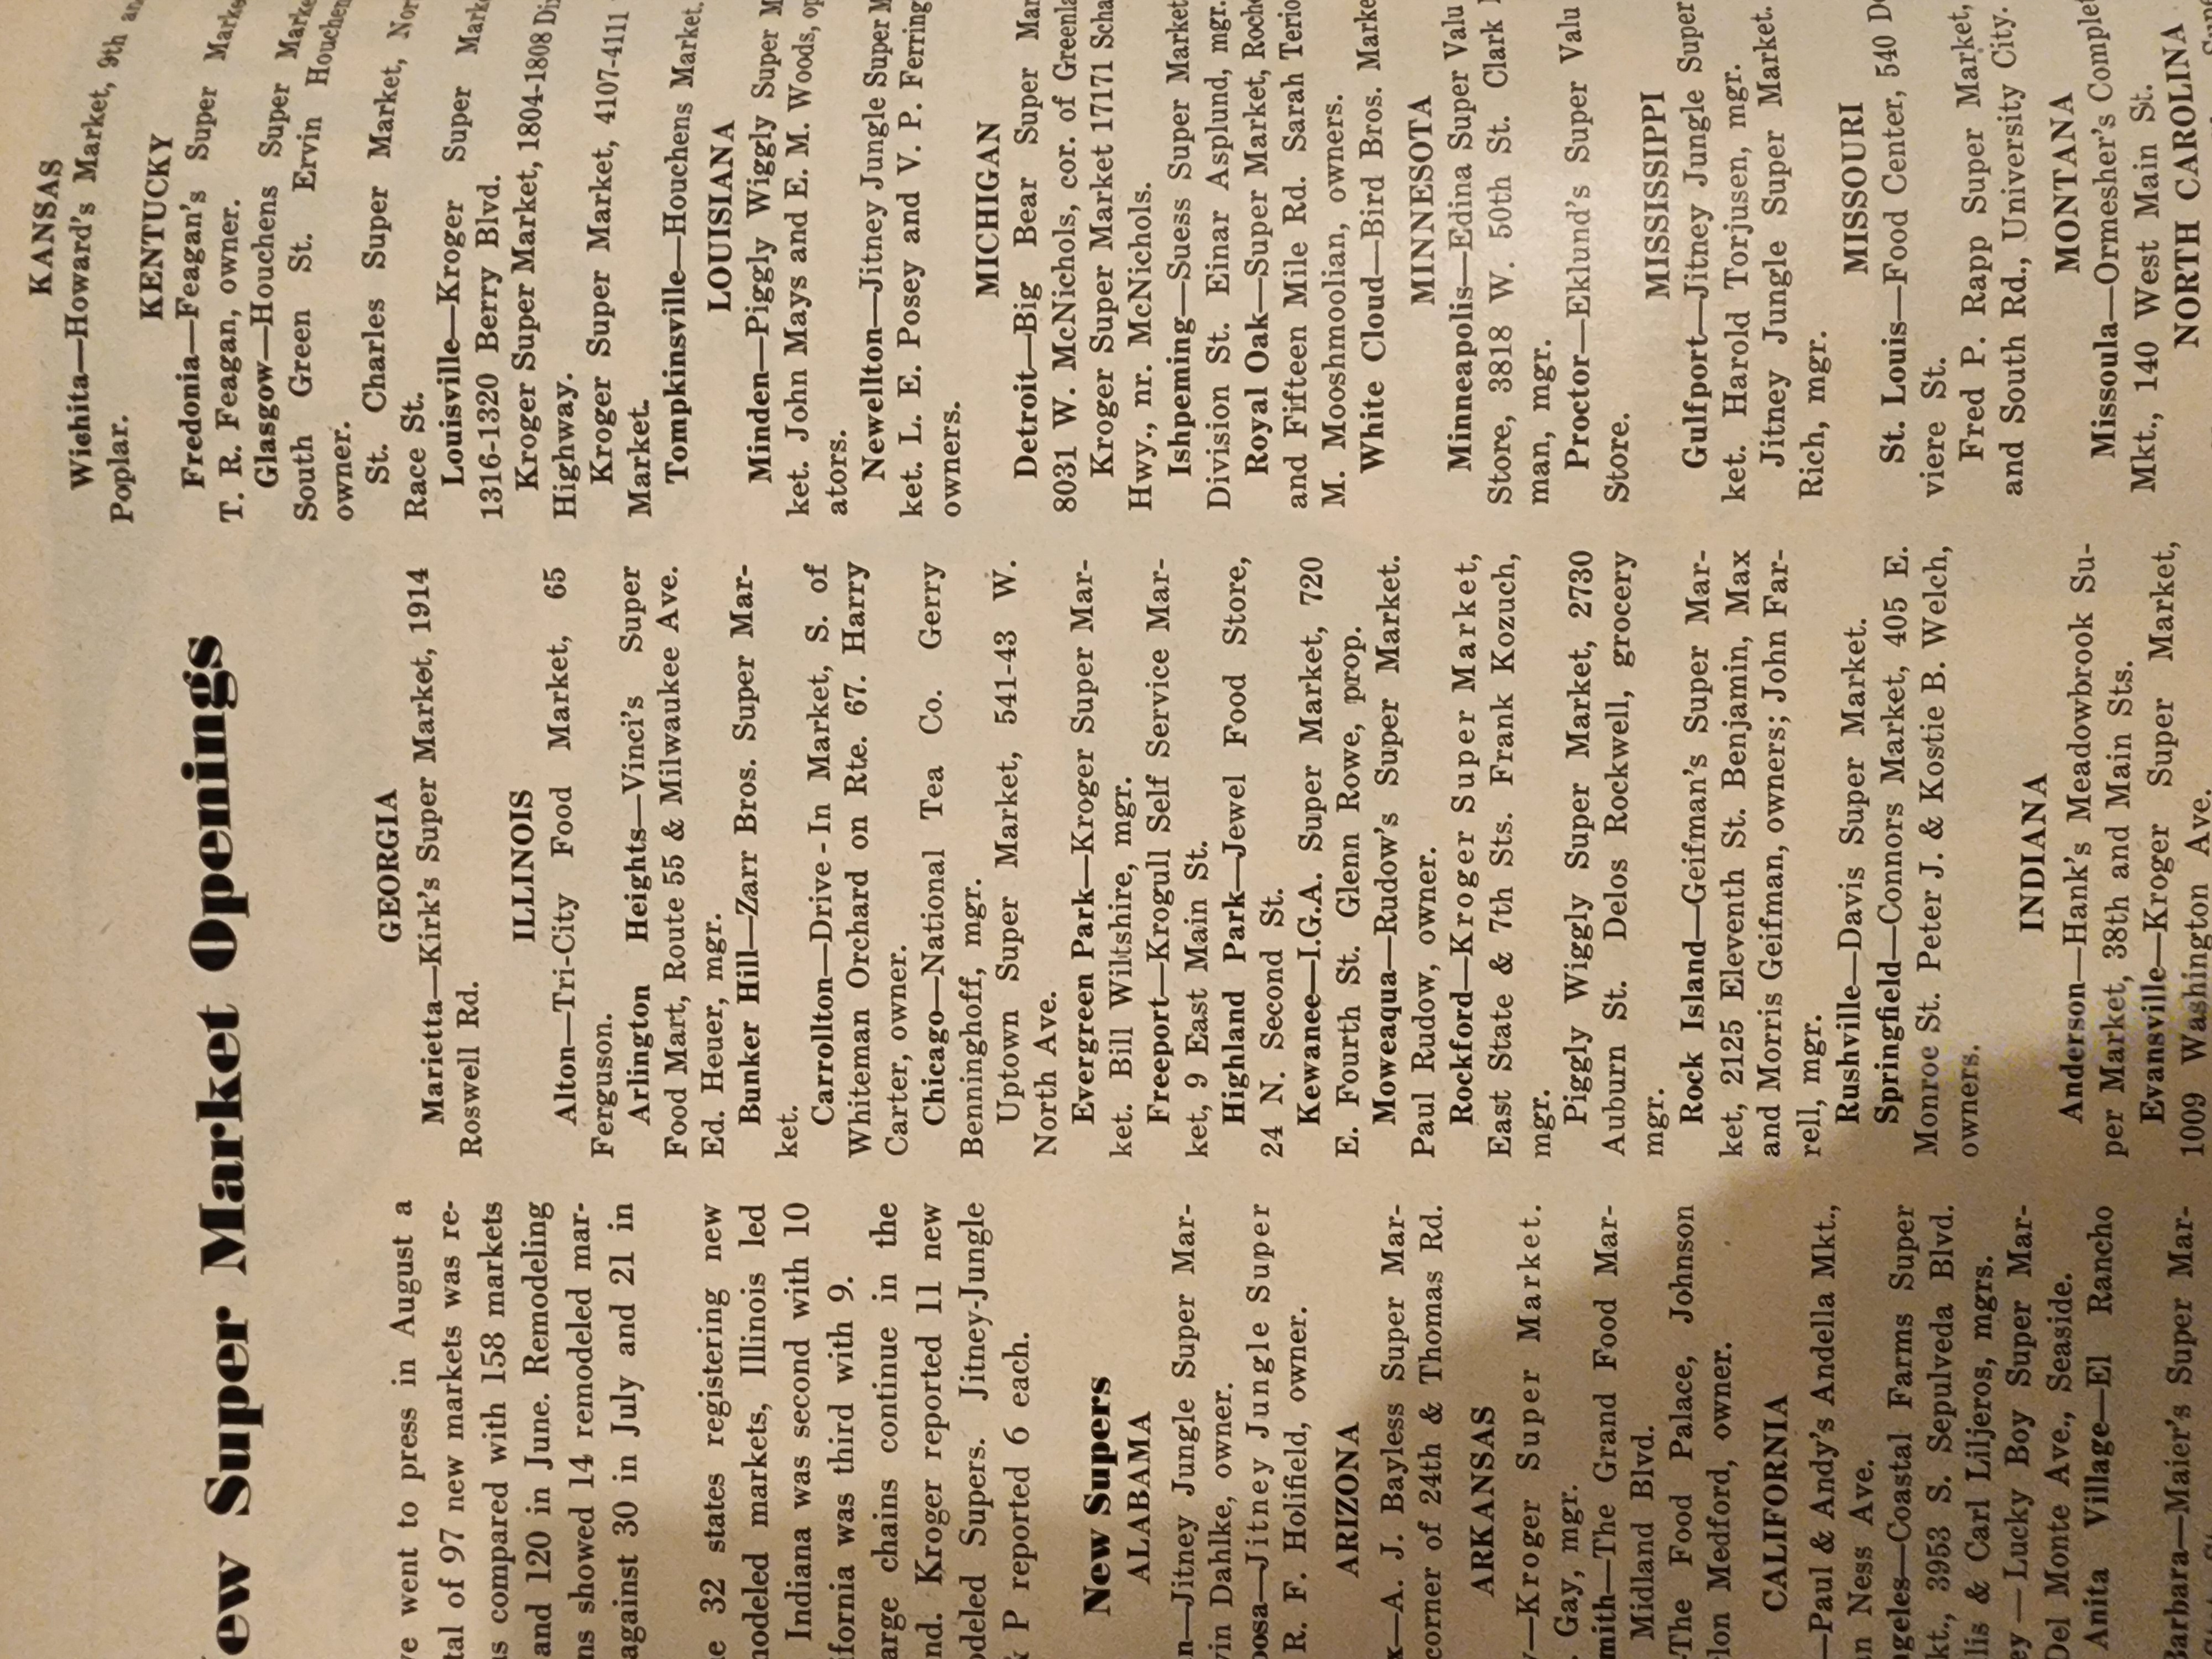 New Super Market Openings
went to press in August a
of 97 new markets was re-
compared with 158 markets
and 120 in June. Remodeling
showed 14 remodeled mar-
against 30 in July and 21 in
32 states registering new
markets, Illinois led
Indiana was second with 10
was third with 9.
chains continue in the
Kroger reported 11 new
Supers. Jitney-Jungle
P reported 6 each.
New Supers
ALABAMA
Jitney Jungle Super Mar-
Dahlke, owner.
Jitney Jungle Super
R. F. Holifield, owner.
ARIZONA
A. J. Bayless Super Mar-
corner of 24th & Thomas Rd.
ARKANSAS
Kroger Super Market.
Gay, mgr.
The Grand Food Mar-
Midland Blvd.
The Food Palace, Johnson
Medford, owner.
CALIFORNIA
—Paul & Andy's Andella Mkt.,
Ness Ave.
Coastal Farms Super
3953 S. Sepulveda Blvd.
& Carl Liljeros, mgrs.
Lucky Boy Super Mar-
Del Monte Ave., Seaside.
Anita Village—El Rancho
Maier's Super Mar-
GEORGIA
Marietta—Kirk's Super Market, 1914
Roswell Rd.
ILLINOIS
Alton—Tri-City Food Market, 65
Ferguson.
Arlington Heights—Vinci's Super
Food Mart, Route 55 & Milwaukee Ave.
Ed. Heuer, mgr.
Bunker Hill—Zarr Bros. Super Mar-
ket.
Carrollton—Drive-In Market, S. of
Whiteman Orchard on Rte. 67. Harry
Carter, owner.
Chicago—National Tea Co. Gerry
Benninghoff, mgr.
Uptown Super Market, 541-43 W.
North Ave.
Evergreen Park—Kroger Super Mar-
ket. Bill Wiltshire, mgr.
Freeport—Krogull Self Service Mar-
ket, 9 East Main St.
Highland Park—Jewel Food Store,
24 N. Second St.
Kewanee—I.G.A. Super Market, 720
E. Fourth St. Glenn Rowe, prop.
Moweaqua—Rudow's Super Market.
Paul Rudow, owner.
Rockford—Kroger Super Market,
East State & 7th Sts. Frank Kozuch,
mgr.
Piggly Wiggly Super Market, 2730
Auburn St. Delos Rockwell, grocery
mgr.
Rock Island—Geifman's Super Mar-
ket, 2125 Eleventh St. Benjamin, Max
and Morris Geifman, owners; John Far-
rell, mgr.
Rushville—Davis Super Market.
Springfield—Connors Market, 405 E.
Monroe St. Peter J. & Kostie B. Welch,
owners.
INDIANA
Anderson—Hank's Meadowbrook Su-
per Market, 38th and Main Sts.
Evansville—Kroger Super Market,
1009 Washington Ave.
KANSAS
Wichita—Howard's Market, 9th and
Poplar.
KENTUCKY
Fredonia—Feagan's Super Market
T. R. Feagan, owner.
Glasgow—Houchens Super Market
South Green St. Ervin Houchens
owner.
St. Charles Super Market, Nor
Race St.
Louisville—Kroger Super Market
1316-1320 Berry Blvd.
Kroger Super Market, 1804-1808 Di
Highway.
Kroger Super Market, 4107-4111
Market.
Tompkinsville—Houchens Market.
LOUISIANA
Minden—Piggly Wiggly Super M
ket. John Mays and E. M. Woods, op
ators.
Newellton—Jitney Jungle Super M
ket. L. E. Posey and V. P. Ferring
owners.
MICHIGAN
Detroit—Big Bear Super Mar
8031 W. McNichols, cor. of Greenla
Kroger Super Market 17171 Scha
Hwy., nr. McNichols.
Ishpeming—Suess Super Market
Division St. Einar Asplund, mgr.
Royal Oak—Super Market, Roche
and Fifteen Mile Rd. Sarah Terio
M. Mooshmoolian, owners.
White Cloud—Bird Bros. Marke
MINNESOTA
Minneapolis—Edina Super Valu
Store, 3818 W. 50th St. Clark
man, mgr.
Proctor—Eklund's Super Valu
Store.
MISSISSIPPI
Gulfport—Jitney Jungle Super
ket. Harold Torjusen, mgr.
Jitney Jungle Super Market.
Rich, mgr.
MISSOURI
St. Louis—Food Center, 540 De
viere St.
Fred P. Rapp Super Market,
and South Rd., University City.
MONTANA
Missoula—Ormesher's Complet
Mkt., 140 West Main St.
NORTH CAROLINA